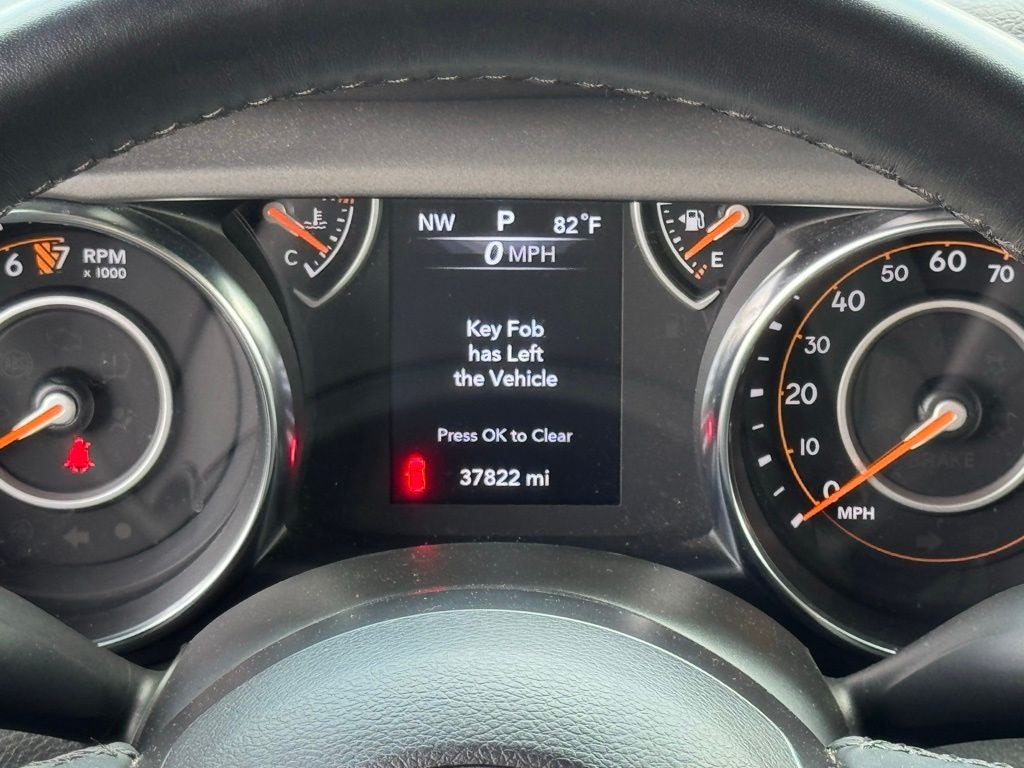 NW P 82°F
0 MPH
Key Fob
has Left
the Vehicle
Press OK to Clear
37822 mi
6 7 RPM
x 1000
C
E
0 10 20 30 40 50 60 70
MPH
BRAKE